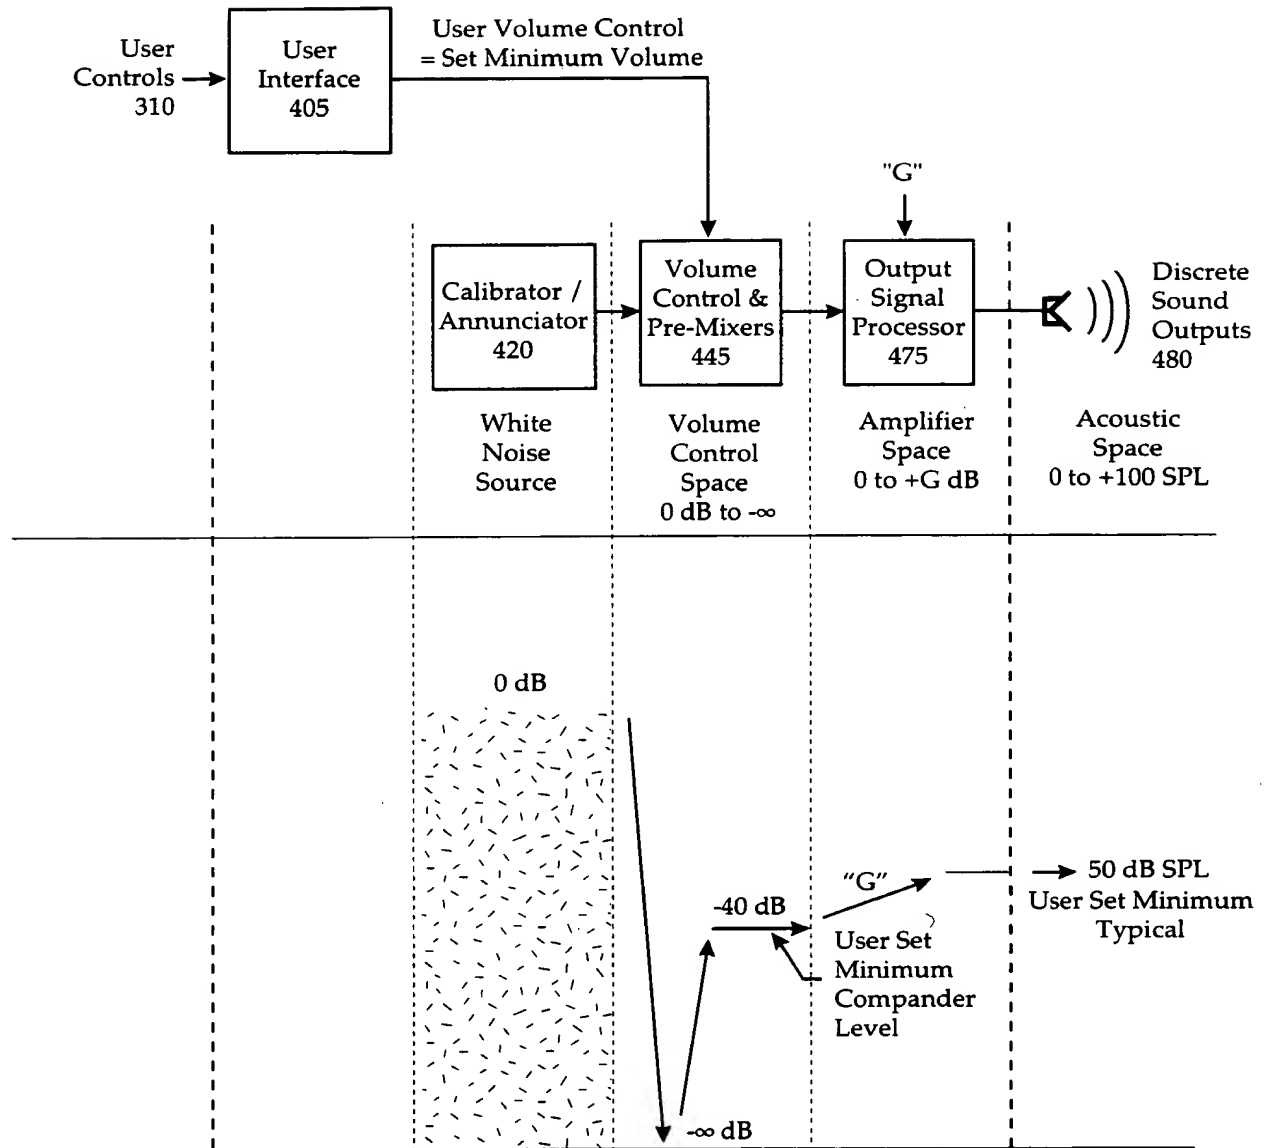 User Volume Control
= Set Minimum Volume
User
Controls
310
User
Interface
405
"G"
Calibrator /
Annunciator
420
Volume
Control &
Pre-Mixers
445
Output
Signal
Processor
475
Discrete
Sound
Outputs
480
White
Noise
Source
Volume
Control
Space
0 dB to -∞
Amplifier
Space
0 to +G dB
Acoustic
Space
0 to +100 SPL
0 dB
-∞ dB
-40 dB
"G"
User Set
Minimum
Compander
Level
50 dB SPL
User Set Minimum
Typical